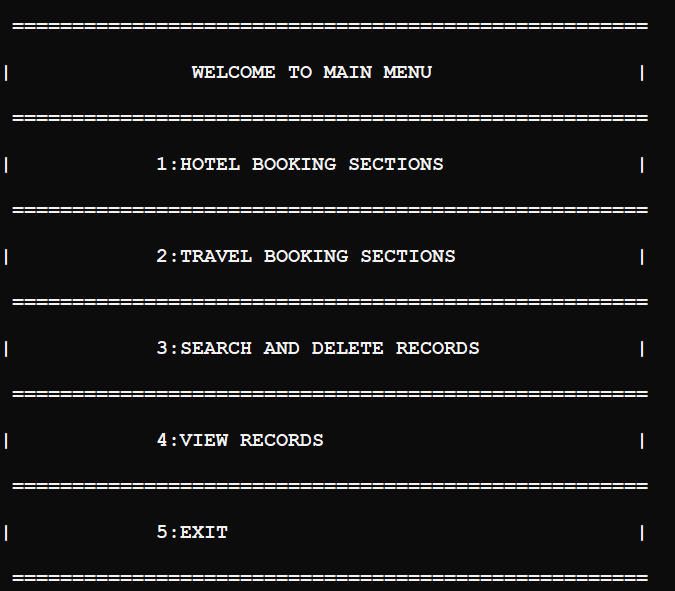 =====================================================
| WELCOME TO MAIN MENU |
=====================================================
| 1:HOTEL BOOKING SECTIONS |
=====================================================
| 2:TRAVEL BOOKING SECTIONS |
=====================================================
| 3:SEARCH AND DELETE RECORDS |
=====================================================
| 4:VIEW RECORDS |
=====================================================
| 5:EXIT |
=====================================================